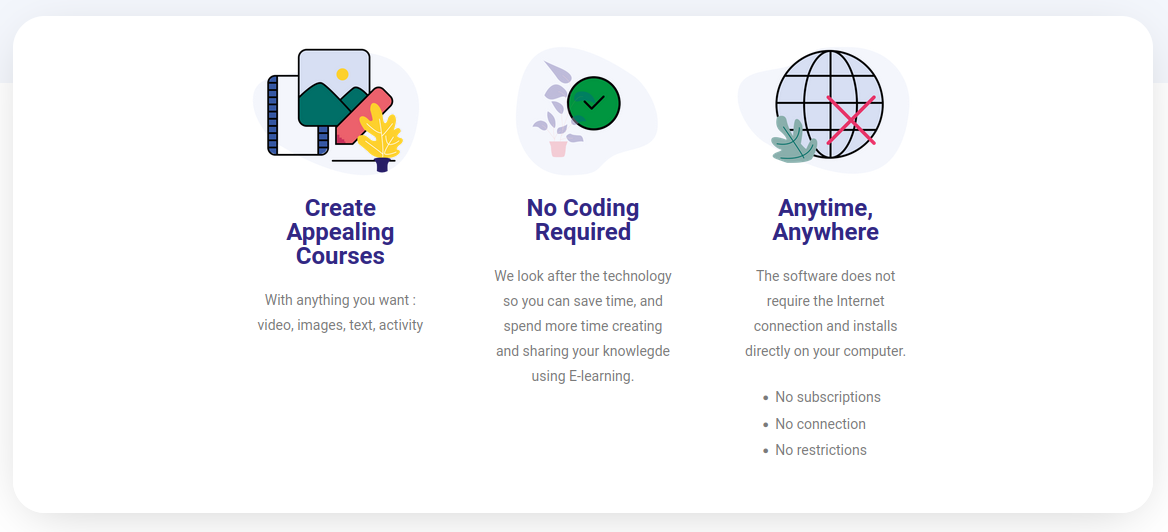 Create
Appealing
Courses
With anything you want :
video, images, text, activity
No Coding
Required
We look after the technology
so you can save time, and
spend more time creating
and sharing your knowlegde
using E-learning.
Anytime,
Anywhere
The software does not
require the Internet
connection and installs
directly on your computer.
No subscriptions
No connection
No restrictions